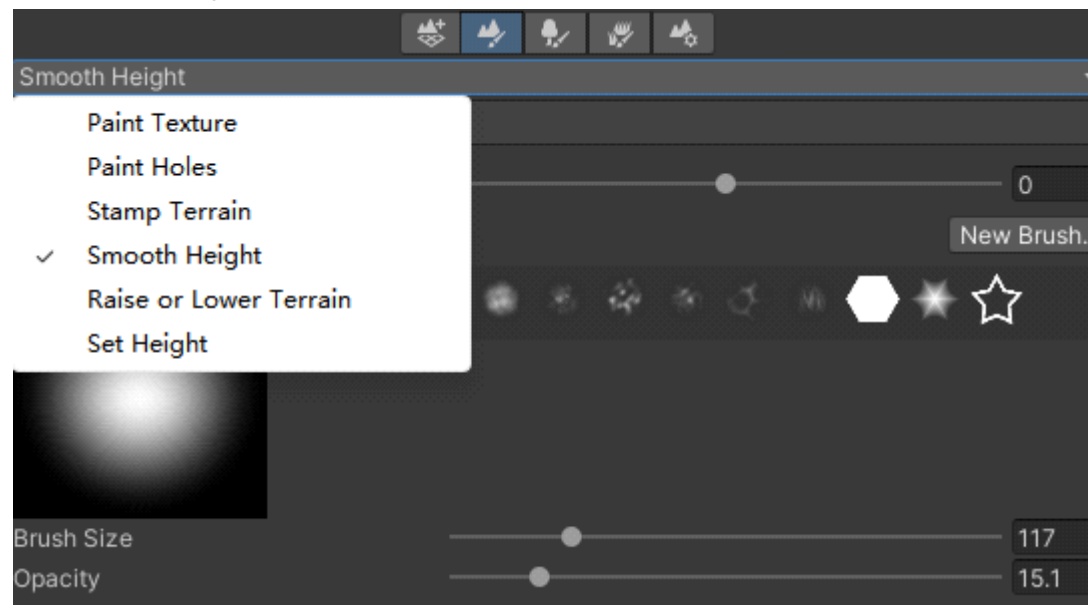 Smooth Height
Paint Texture
Paint Holes
Stamp Terrain
Smooth Height
Raise or Lower Terrain
Set Height
0
New Brush.
Brush Size
117
Opacity
15.1